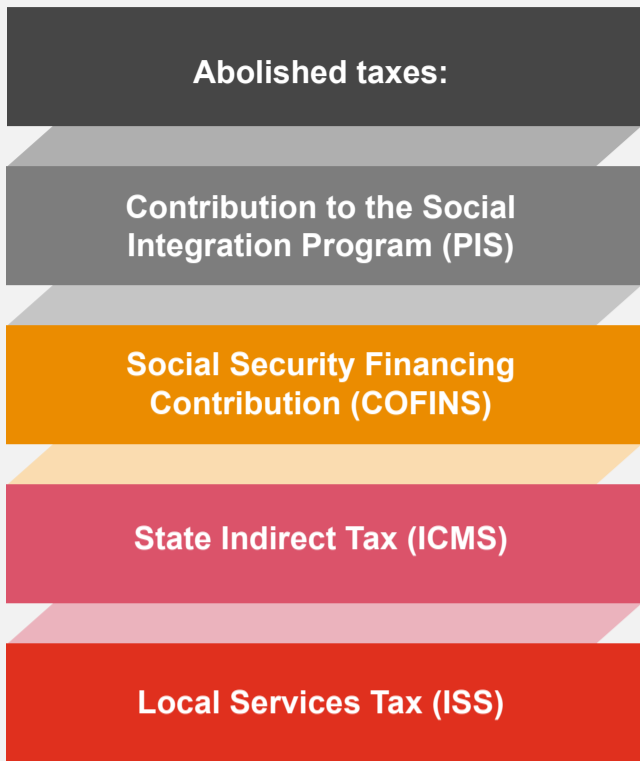 Abolished taxes:
Contribution to the Social
Integration Program (PIS)
Social Security Financing
Contribution (COFINS)
State Indirect Tax (ICMS)
Local Services Tax (ISS)